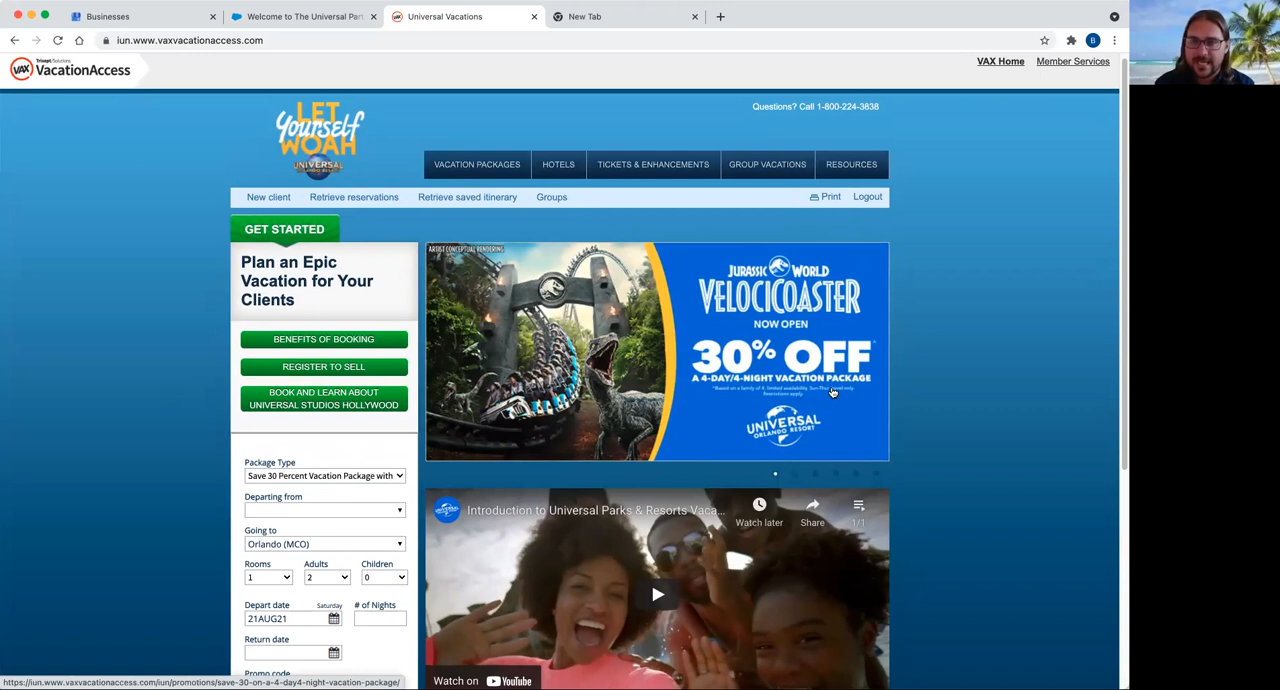 Businesses
Welcome to The Universal Par
Universal Vacations
New Tab
iun.www.vaxvacationaccess.com
B
VAX
VacationAccess
VAX Home
Member Services
LET
Yourself
WOAH
UNIVERSAL
Questions? Call 1-800-224-3838
VACATION PACKAGES
HOTELS
TICKETS & ENHANCEMENTS
GROUP VACATIONS
RESOURCES
New client
Retrieve reservations
Retrieve saved itinerary
Groups
Print
Logout
GET STARTED
Plan an Epic
Vacation for Your
Clients
BENEFITS OF BOOKING
REGISTER TO SELL
BOOK AND LEARN ABOUT
UNIVERSAL STUDIOS HOLLYWOOD
ARTIST CONCEPTUAL RENDERING
JURASSIC WORLD
VELOCICOASTER
NOW OPEN
30% OFF*
A 4-DAY/4-NIGHT VACATION PACKAGE
UNIVERSAL
ORLANDO RESORT
Package Type
Save 30 Percent Vacation Package with
Departing from
Going to
Orlando (MCO)
Rooms
Adults
Children
1
2
0
Depart date
Saturday
# of Nights
21AUG21
Return date
Promo code
Introduction to Universal Parks & Resorts Vaca...
Watch later
Share
1/1
Watch on YouTube
https://iun.www.vaxvacationaccess.com/iun/promotions/save-30-on-a-4-day4-night-vacation-package/